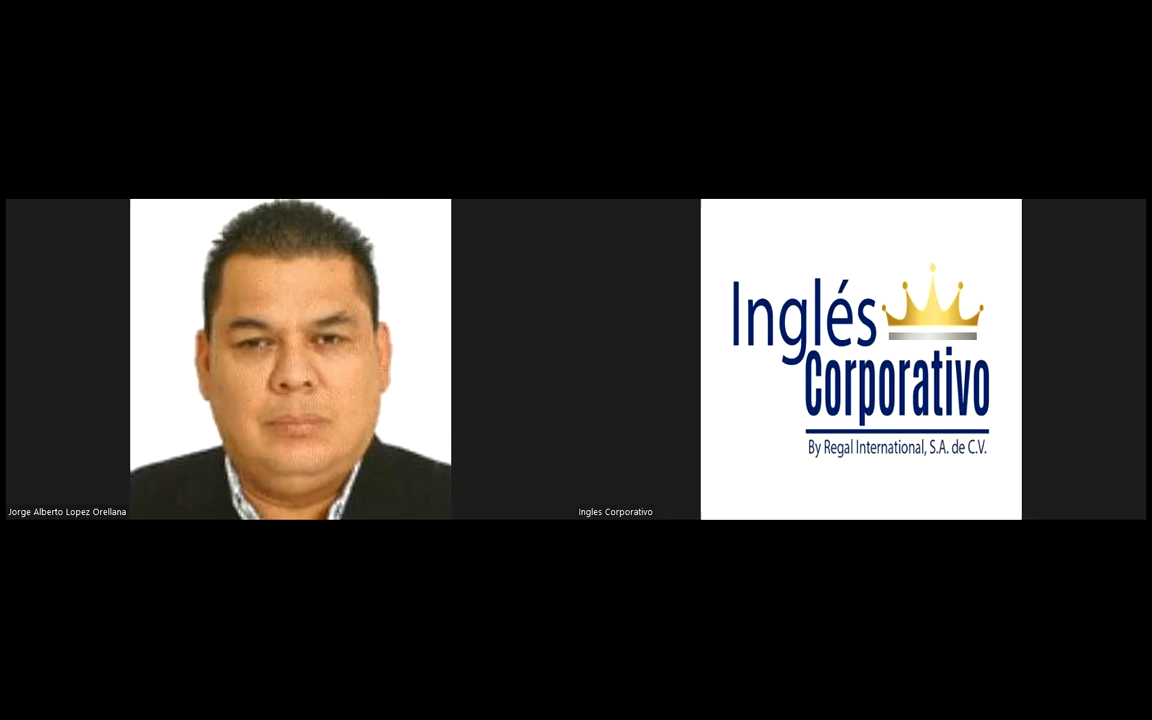 Inglés
Corporativo
By Regal International, S.A. de C.V.
Jorge Alberto Lopez Orellana
Ingles Corporativo